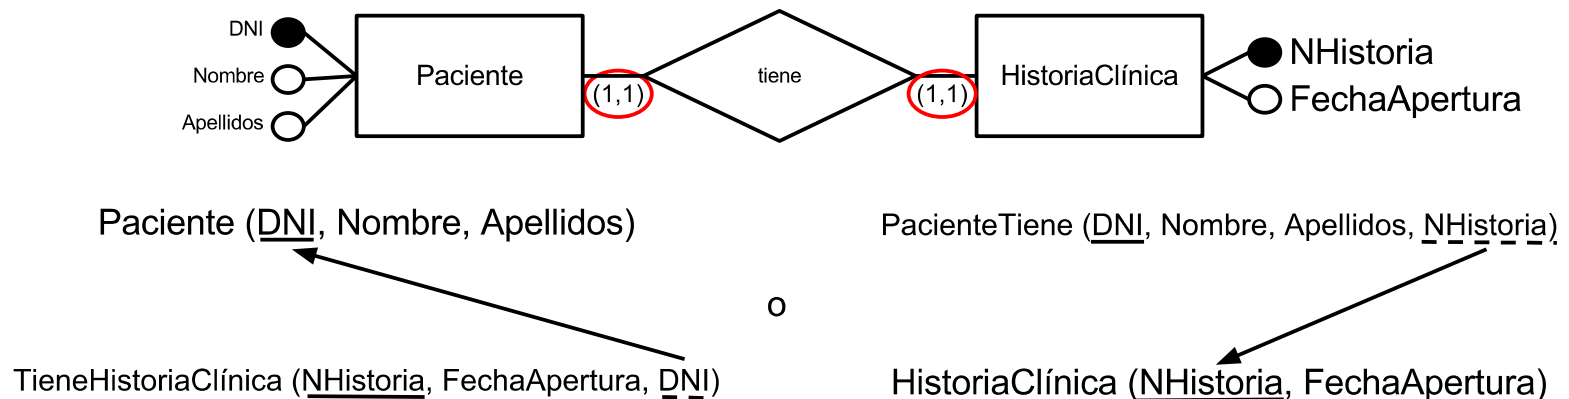 DNI
Nombre
Apellidos
Paciente
(1,1)
tiene
(1,1)
HistoriaClínica
NHistoria
FechaApertura
Paciente (DNI, Nombre, Apellidos)
PacienteTiene (DNI, Nombre, Apellidos, NHistoria)
o
TieneHistoriaClínica (NHistoria, FechaApertura, DNI)
HistoriaClínica (NHistoria, FechaApertura)